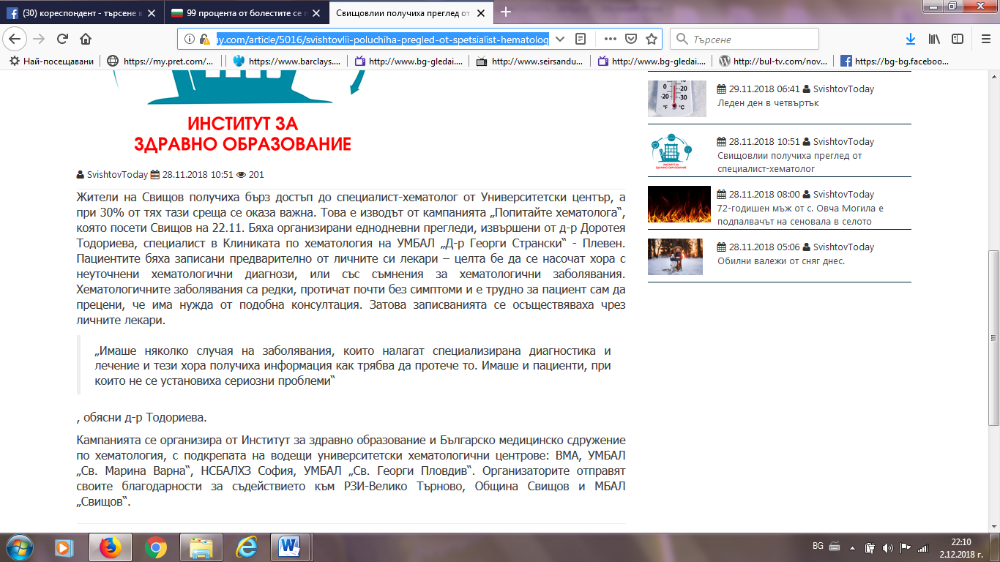 (30) кореспондент - търсене в
99 процента от болестите се п
Свищовлии получиха преглед от
ay.com/article/5016/svishtovlii-poluchiha-pregled-ot-spetsialist-hematolog
Търсене
Най-посещавани
https://my.pret.com/...
https://www.barclays....
http://www.bg-gledai....
http://www.seirsandu...
http://www.bg-gledai....
http://bul-tv.com/nov...
https://bg-bg.faceboo...
ИНСТИТУТ ЗА
ЗДРАВНО ОБРАЗОВАНИЕ
SvishtovToday 28.11.2018 10:51 201
Жители на Свищов получиха бърз достъп до специалист-хематолог от Университетски център, а
при 30% от тях тази среща се оказа важна. Това е изводът от кампанията „Попитайте хематолога“,
която посети Свищов на 22.11. Бяха организирани еднодневни прегледи, извършени от д-р Доротея
Тодориева, специалист в Клиниката по хематология на УМБАЛ „Д-р Георги Странски“ - Плевен.
Пациентите бяха записани предварително от личните си лекари – целта бе да се насочат хора с
неуточнени хематологични диагнози, или със съмнения за хематологични заболявания.
Хематологичните заболявания са редки, протичат почти без симптоми и е трудно за пациент сам да
прецени, че има нужда от подобна консултация. Затова записванията се осъществяваха чрез
личните лекари.
„Имаше няколко случая на заболявания, които налагат специализирана диагностика и
лечение и тези хора получиха информация как трябва да протече то. Имаше и пациенти, при
които не се установиха сериозни проблеми“
, обясни д-р Тодориева.
Кампанията се организира от Институт за здравно образование и Българско медицинско сдружение
по хематология, с подкрепата на водещи университетски хематологични центрове: ВМА, УМБАЛ
„Св. Марина Варна“, НСБАЛХЗ София, УМБАЛ „Св. Георги Пловдив“. Организаторите отправят
своите благодарности за съдействието към РЗИ-Велико Търново, Община Свищов и МБАЛ
„Свищов“.
29.11.2018 06:41 SvishtovToday
Леден ден в четвъртък
28.11.2018 10:51 SvishtovToday
Свищовлии получиха преглед от
специалист-хематолог
28.11.2018 08:00 SvishtovToday
72-годишен мъж от с. Овча Могила е
подпалвачът на сеновала в селото
28.11.2018 05:06 SvishtovToday
Обилни валежи от сняг днес.
BG
22:10
2.12.2018 г.